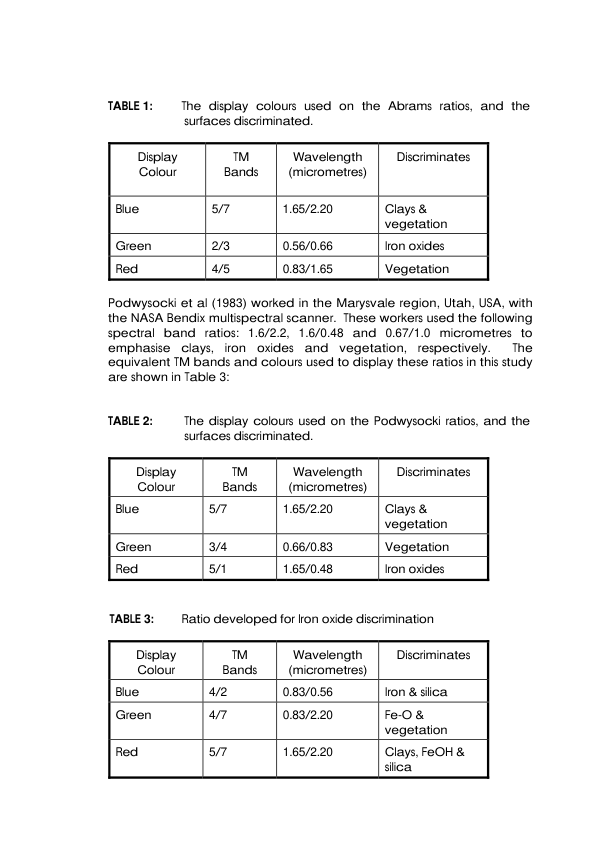 TABLE 1: The display colours used on the Abrams ratios, and the
surfaces discriminated.
Display Colour TM Bands Wavelength (micrometres) Discriminates
Blue 5/7 1.65/2.20 Clays & vegetation
Green 2/3 0.56/0.66 Iron oxides
Red 4/5 0.83/1.65 Vegetation
Podwysocki et al (1983) worked in the Marysvale region, Utah, USA, with
the NASA Bendix multispectral scanner. These workers used the following
spectral band ratios: 1.6/2.2, 1.6/0.48 and 0.67/1.0 micrometres to
emphasise clays, iron oxides and vegetation, respectively. The
equivalent TM bands and colours used to display these ratios in this study
are shown in Table 3:
TABLE 2: The display colours used on the Podwysocki ratios, and the
surfaces discriminated.
Display Colour TM Bands Wavelength (micrometres) Discriminates
Blue 5/7 1.65/2.20 Clays & vegetation
Green 3/4 0.66/0.83 Vegetation
Red 5/1 1.65/0.48 Iron oxides
TABLE 3: Ratio developed for Iron oxide discrimination
Display Colour TM Bands Wavelength (micrometres) Discriminates
Blue 4/2 0.83/0.56 Iron & silica
Green 4/7 0.83/2.20 Fe-O & vegetation
Red 5/7 1.65/2.20 Clays, FeOH & silica